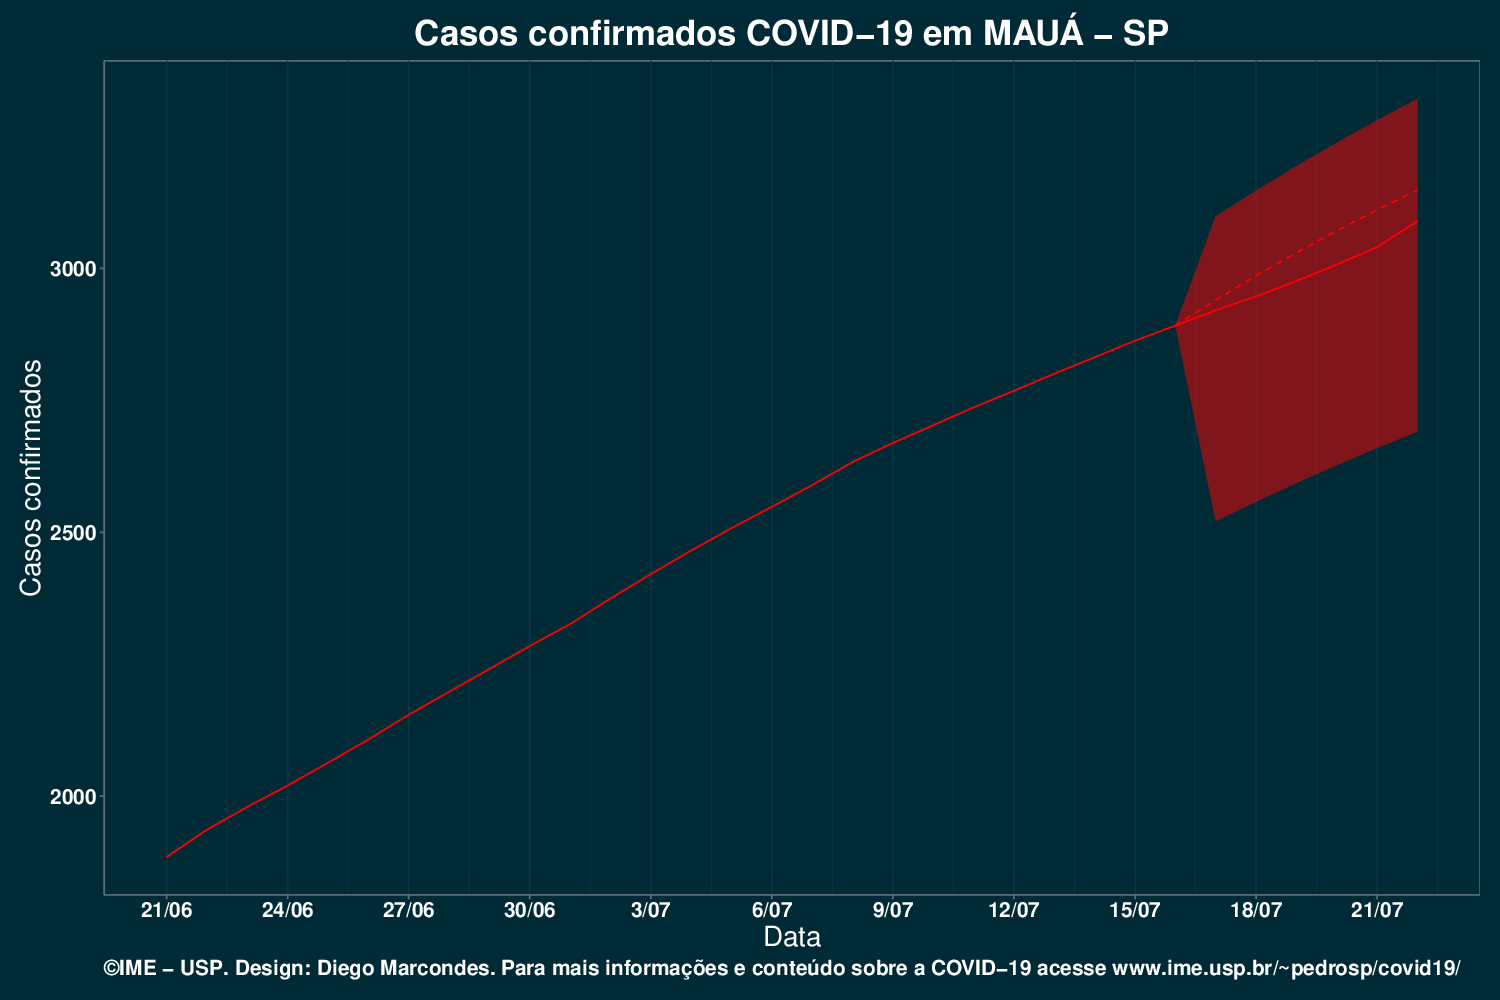 Casos confirmados COVID−19 em MAUÁ − SP
Casos confirmados
3000
2500
2000
21/06 24/06 27/06 30/06 3/07 6/07 9/07 12/07 15/07 18/07 21/07
Data
©IME − USP. Design: Diego Marcondes. Para mais informações e conteúdo sobre a COVID−19 acesse www.ime.usp.br/~pedrosp/covid19/